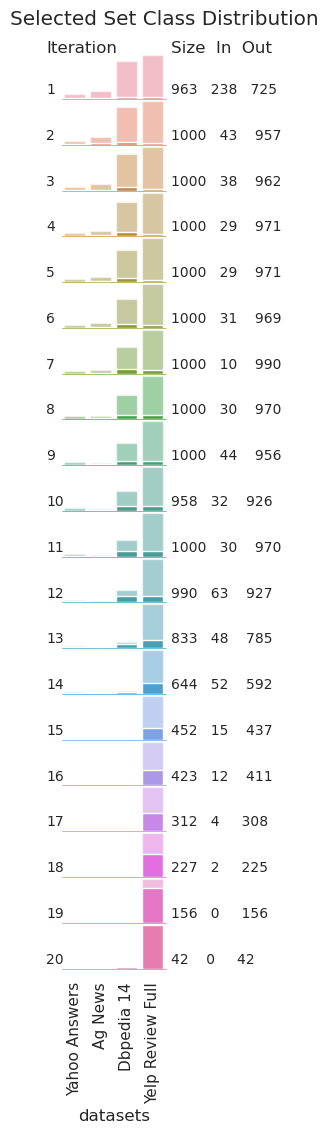 Selected Set Class Distribution
Iteration Size In Out
1 963 238 725
2 1000 43 957
3 1000 38 962
4 1000 29 971
5 1000 29 971
6 1000 31 969
7 1000 10 990
8 1000 30 970
9 1000 44 956
10 958 32 926
11 1000 30 970
12 990 63 927
13 833 48 785
14 644 52 592
15 452 15 437
16 423 12 411
17 312 4 308
18 227 2 225
19 156 0 156
20 42 0 42
Yahoo Answers
Ag News
Dbpedia 14
Yelp Review Full
datasets